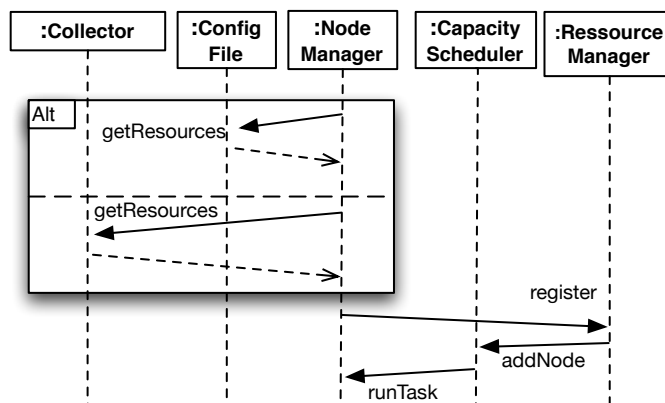 :Collector
:Config
File
:Node
Manager
:Capacity
Scheduler
:Ressource
Manager
Alt
getResources
getResources
register
addNode
runTask